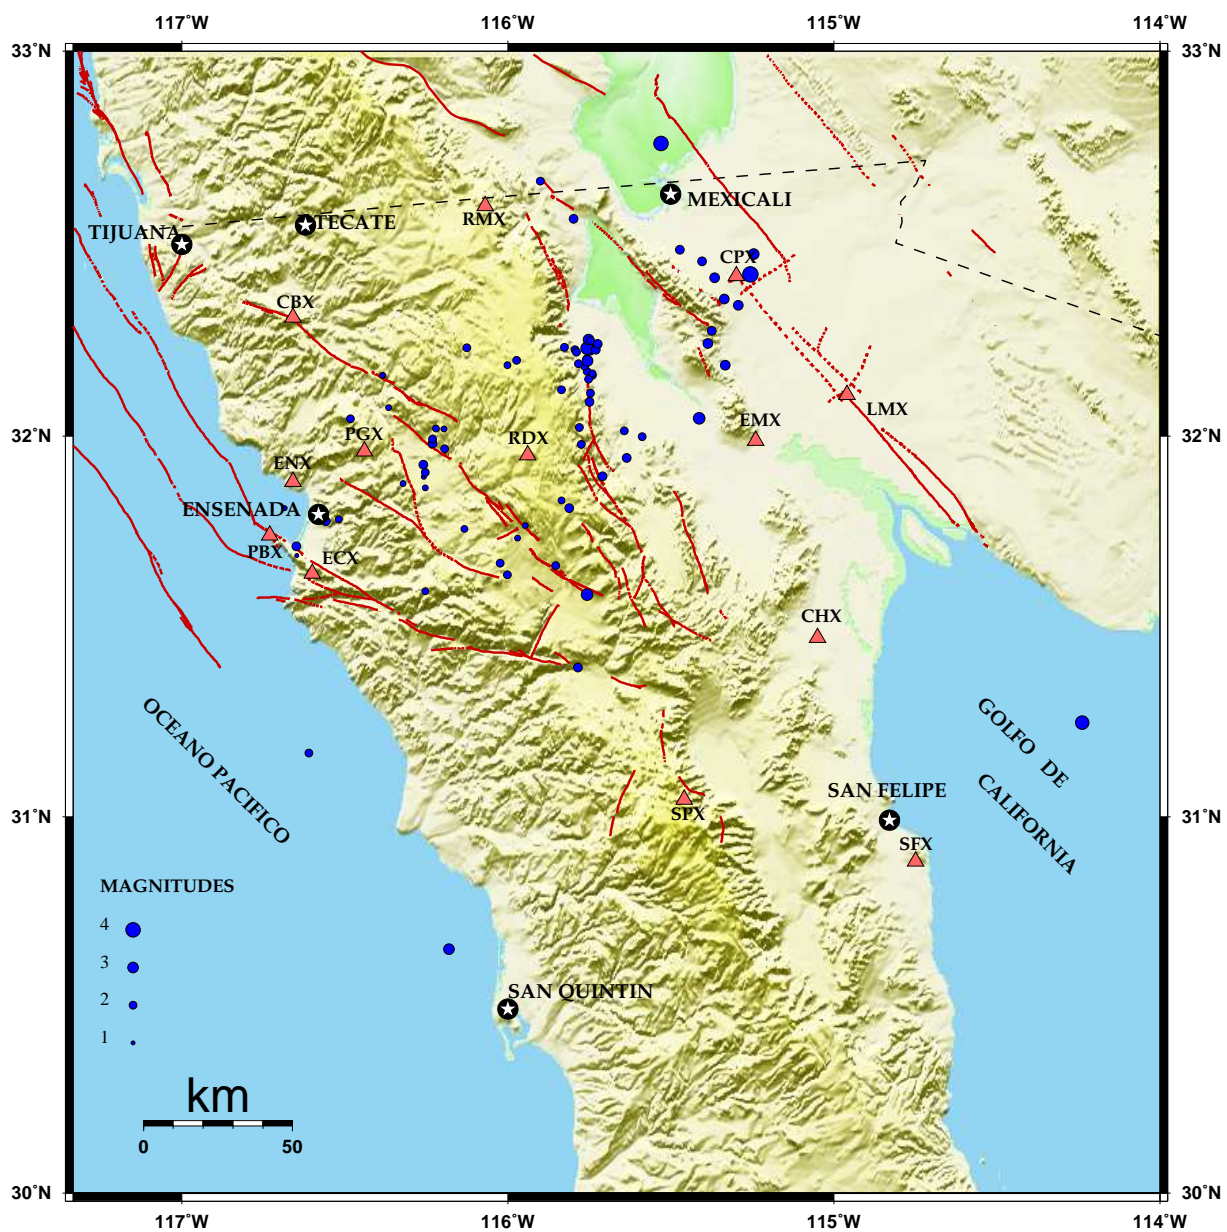 117°W 116°W 115°W 114°W
33°N 33°N
MEXICALI
RMX
TECATE
TIJUANA
CPX
CBX
LMX
EMX
PGX
RDX
32°N 32°N
ENX
ENSENADA
PBX
ECX
CHX
OCEANO PACIFICO
GOLFO DE
CALIFORNIA
SAN FELIPE
SPX
31°N 31°N
SFX
MAGNITUDES
4
3
2
1
SAN QUINTIN
km
0 50
30°N 30°N
117°W 116°W 115°W 114°W